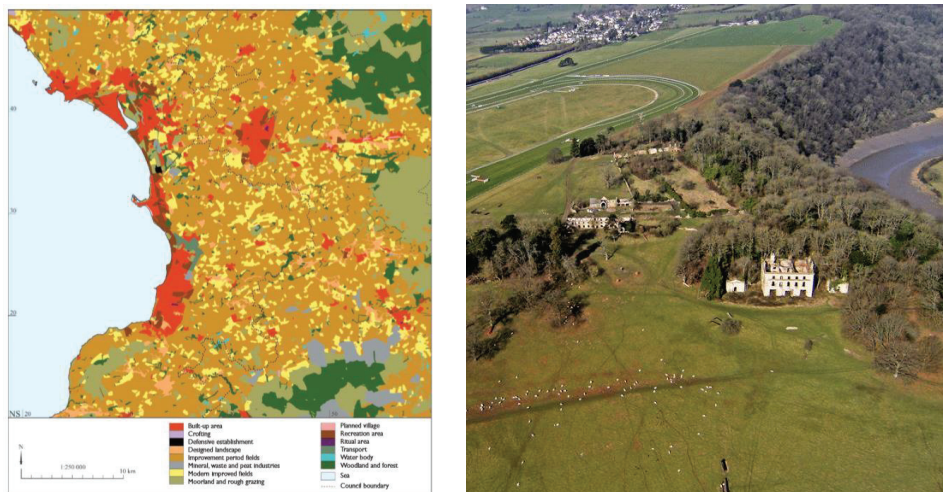 40
30
20
NS 20
30
N
1:250 000
10 km
Built-up area
Crofting
Defensive establishment
Designed landscape
Improvement period fields
Mineral, waste and peat industries
Modern improved fields
Moorland and rough grazing
Planned village
Recreation area
Ritual area
Transport
Water body
Woodland and forest
Sea
Council boundary